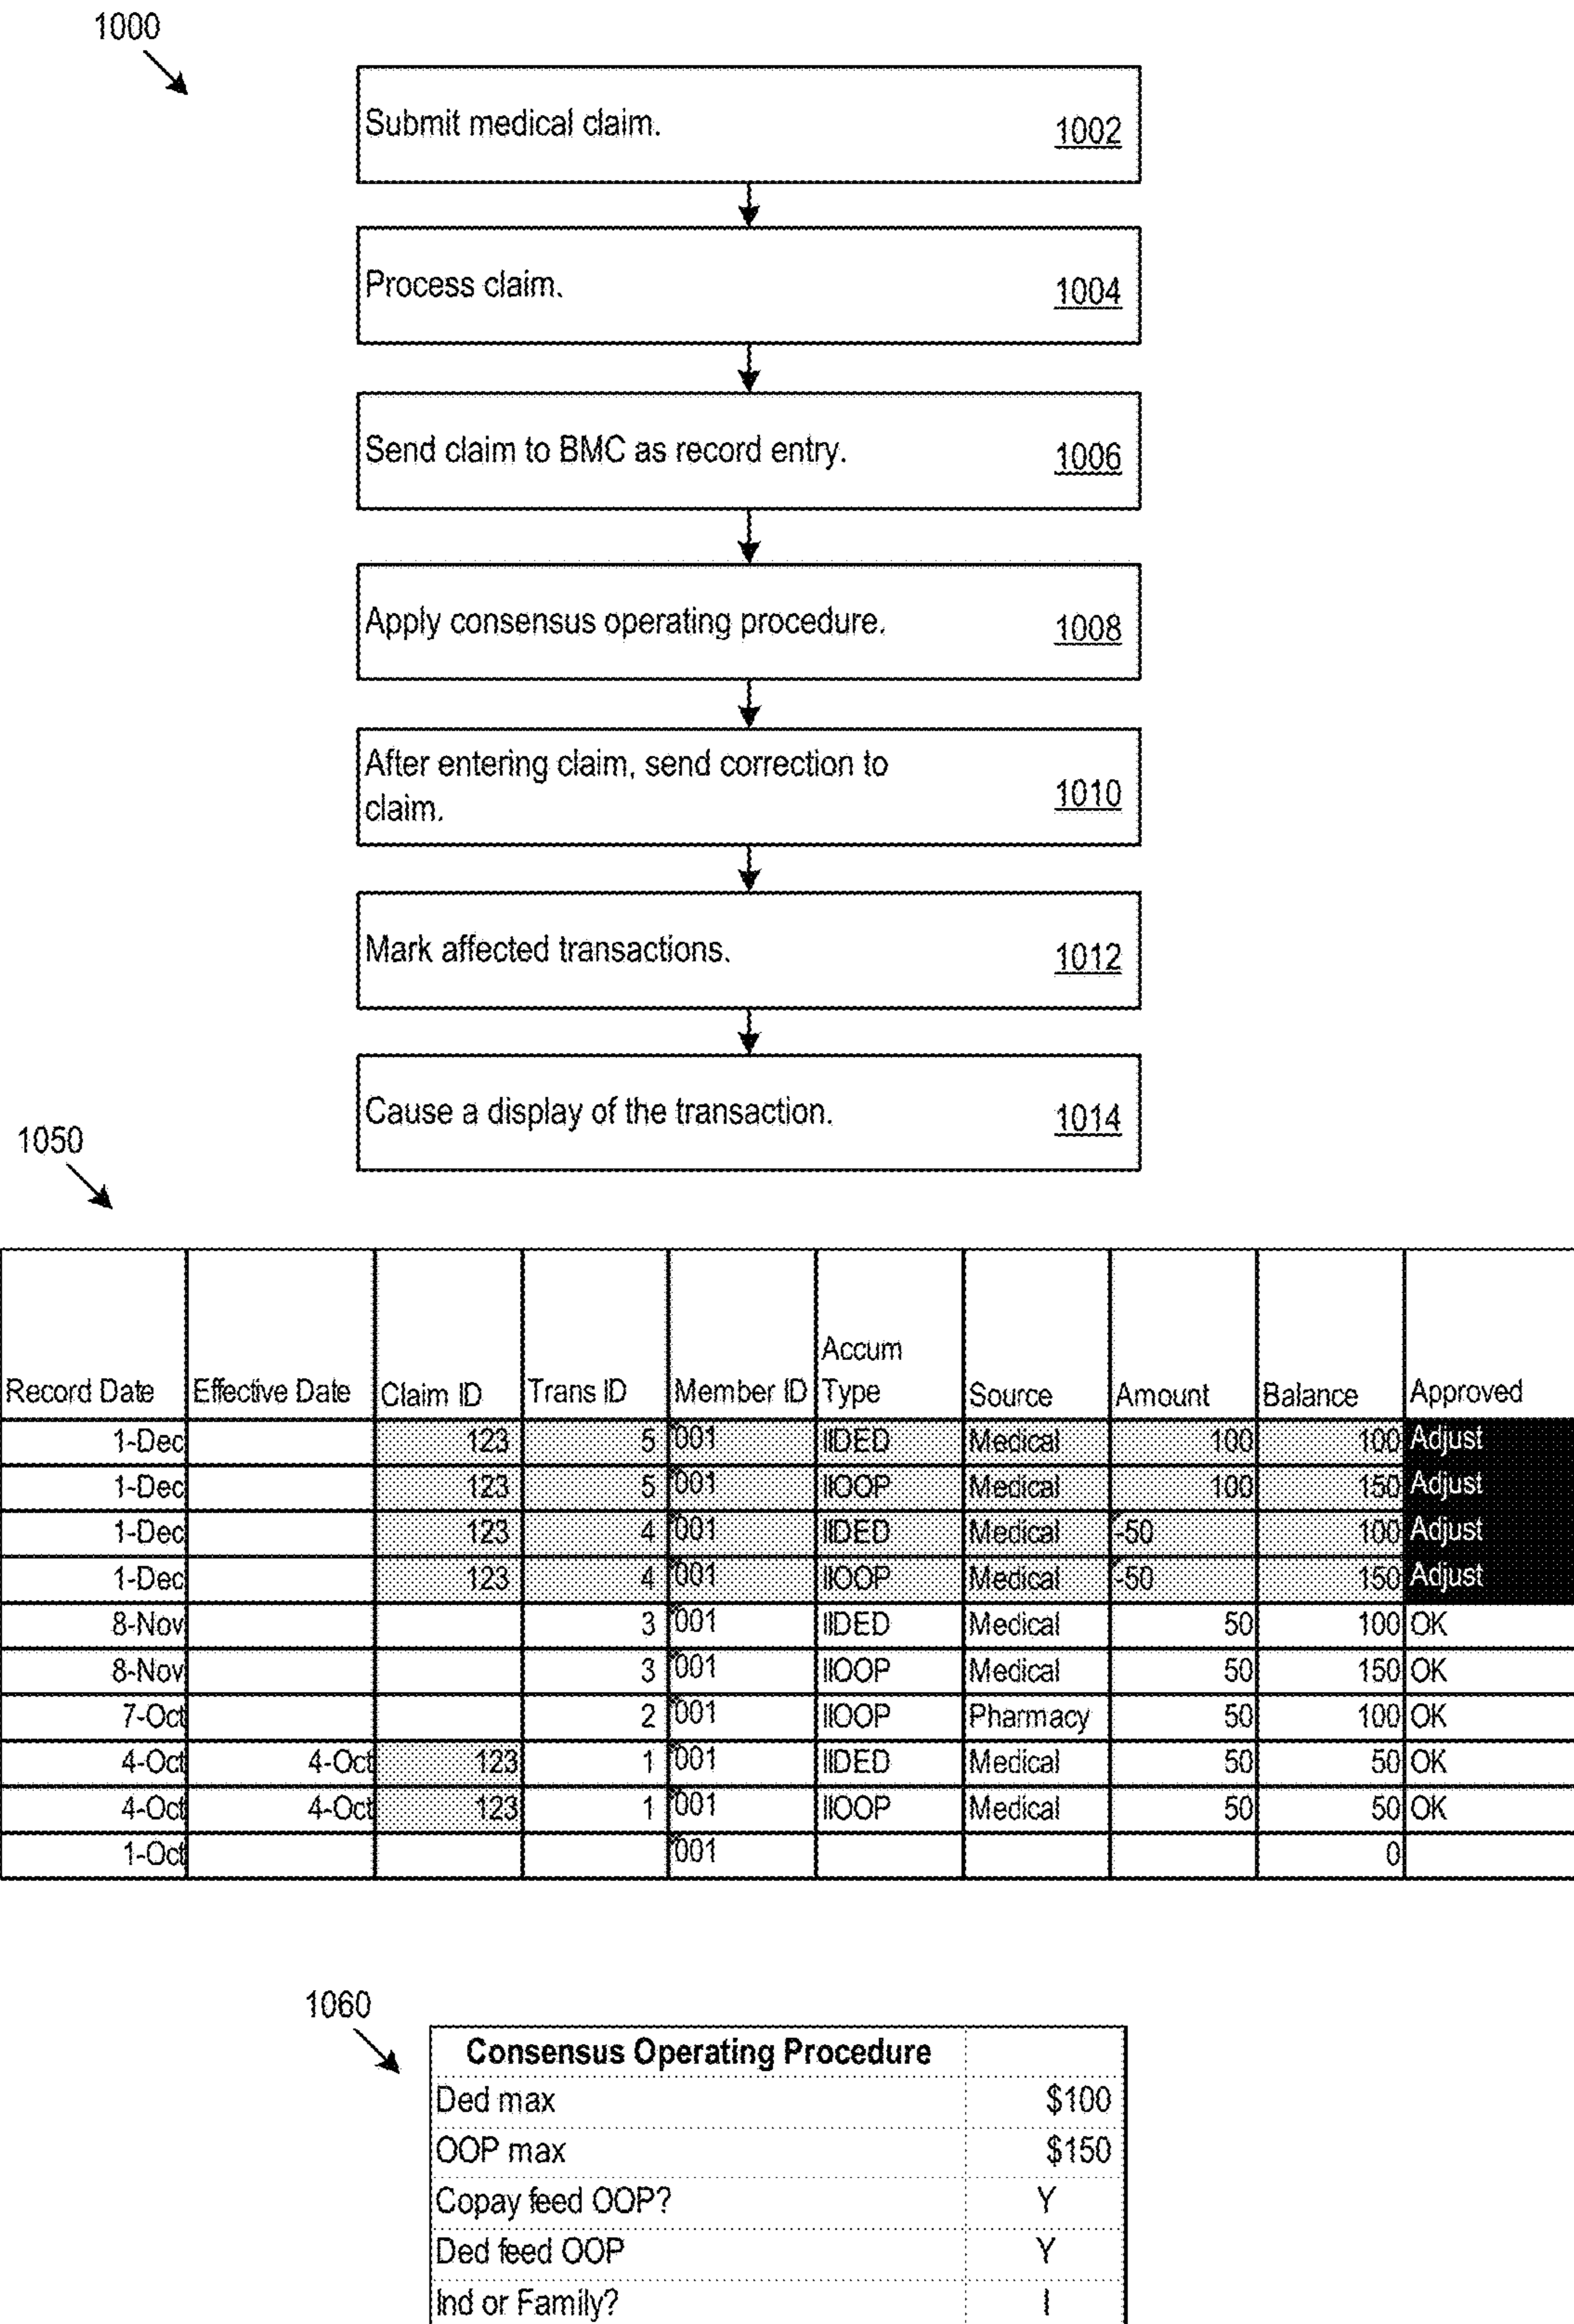 1000
Submit medical claim. 1002
Process claim. 1004
Send claim to BMC as record entry. 1006
Apply consensus operating procedure. 1008
After entering claim, send correction to
claim. 1010
Mark affected transactions. 1012
Cause a display of the transaction. 1014
1050
Record Date Effective Date Claim ID Trans ID Member ID Accum Type Source Amount Balance Approved
1-Dec 123 5 001 IIDED Medical 100 100 Adjust
1-Dec 123 5 001 IIOOP Medical 100 150 Adjust
1-Dec 123 4 001 IIDED Medical -50 100 Adjust
1-Dec 123 4 001 IIOOP Medical -50 150 Adjust
8-Nov 3 001 IIDED Medical 50 100 OK
8-Nov 3 001 IIOOP Medical 50 150 OK
7-Oct 2 001 IIOOP Pharmacy 50 100 OK
4-Oct 4-Oct 123 1 001 IIDED Medical 50 50 OK
4-Oct 4-Oct 123 1 001 IIOOP Medical 50 50 OK
1-Oct 001 0
1060
Consensus Operating Procedure
Ded max $100
OOP max $150
Copay feed OOP? Y
Ded feed OOP Y
Ind or Family? I